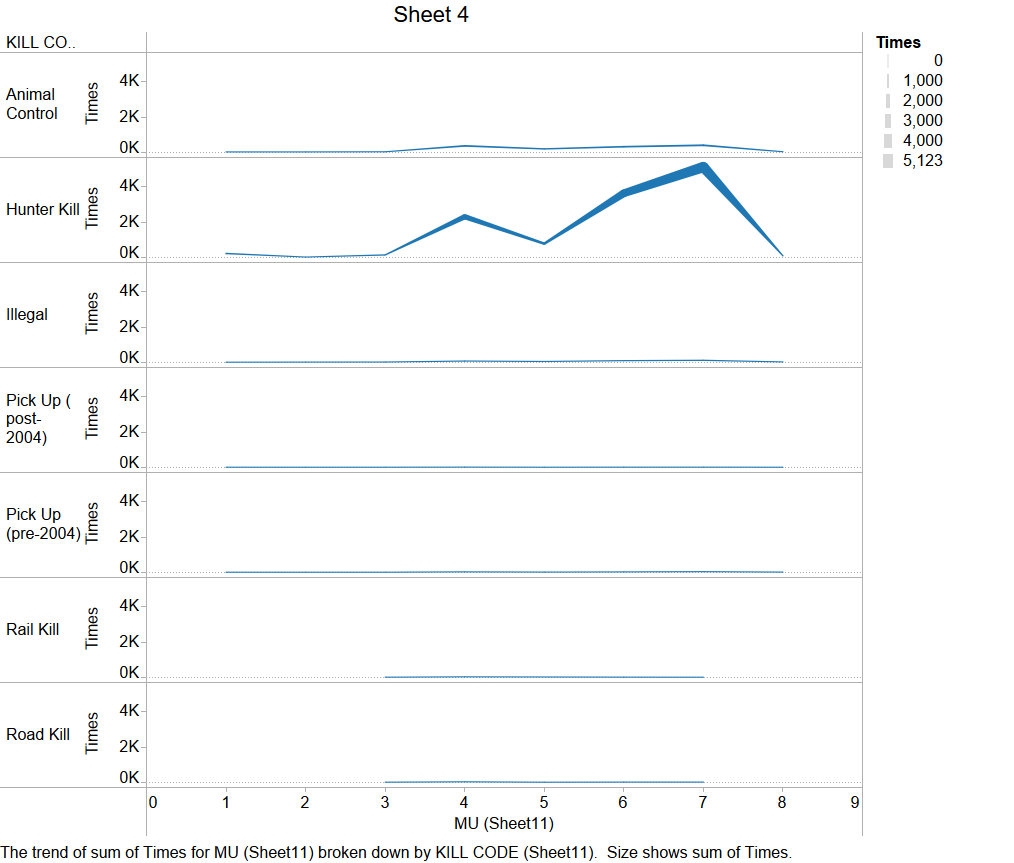 Sheet 4
KILL CO..
Times
0
1,000
2,000
3,000
4,000
5,123
Animal
Control
Times
4K
2K
0K
Hunter Kill
Times
4K
2K
0K
Illegal
Times
4K
2K
0K
Pick Up (
post-
2004)
Times
4K
2K
0K
Pick Up
(pre-2004)
Times
4K
2K
0K
Rail Kill
Times
4K
2K
0K
Road Kill
Times
4K
2K
0K
0 1 2 3 4 5 6 7 8 9
MU (Sheet11)
The trend of sum of Times for MU (Sheet11) broken down by KILL CODE (Sheet11).  Size shows sum of Times.